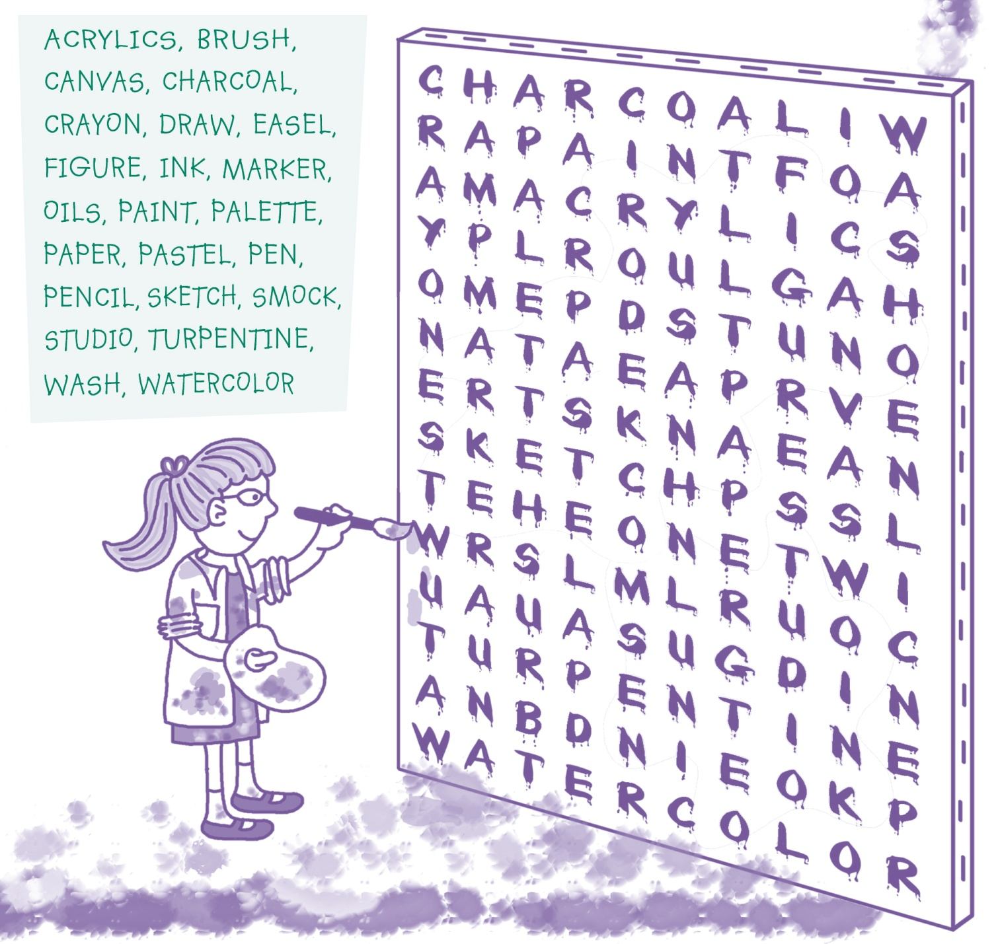 ACRYLICS, BRUSH,
CANVAS, CHARCOAL,
CRAYON, DRAW, EASEL,
FIGURE, INK, MARKER,
OILS, PAINT, PALETTE,
PAPER, PASTEL, PEN,
PENCIL, SKETCH, SMOCK,
STUDIO, TURPENTINE,
WASH, WATERCOLOR
C H A R C O A L I W
R A P A I N T F O A
A M A C R Y L I C S
Y P L R O U L G A H
O M E P D S T U N O
N A T A E A P R V E
E R T S K N A E A N
S K E T C H P S S L
T E H E O N E T W I
W R S L M L R U O C
U A U A S U G D I N
T U R P E N T I N E
A N B D N I E O K P
W A T E R C O L O R